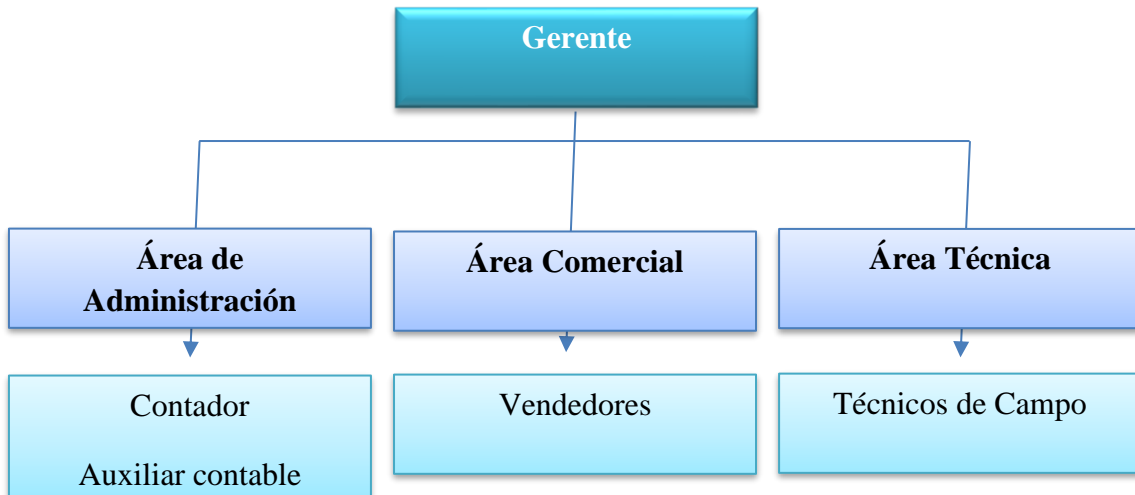 Gerente
Área de
Administración
Área Comercial
Área Técnica
Contador
Auxiliar contable
Vendedores
Técnicos de Campo